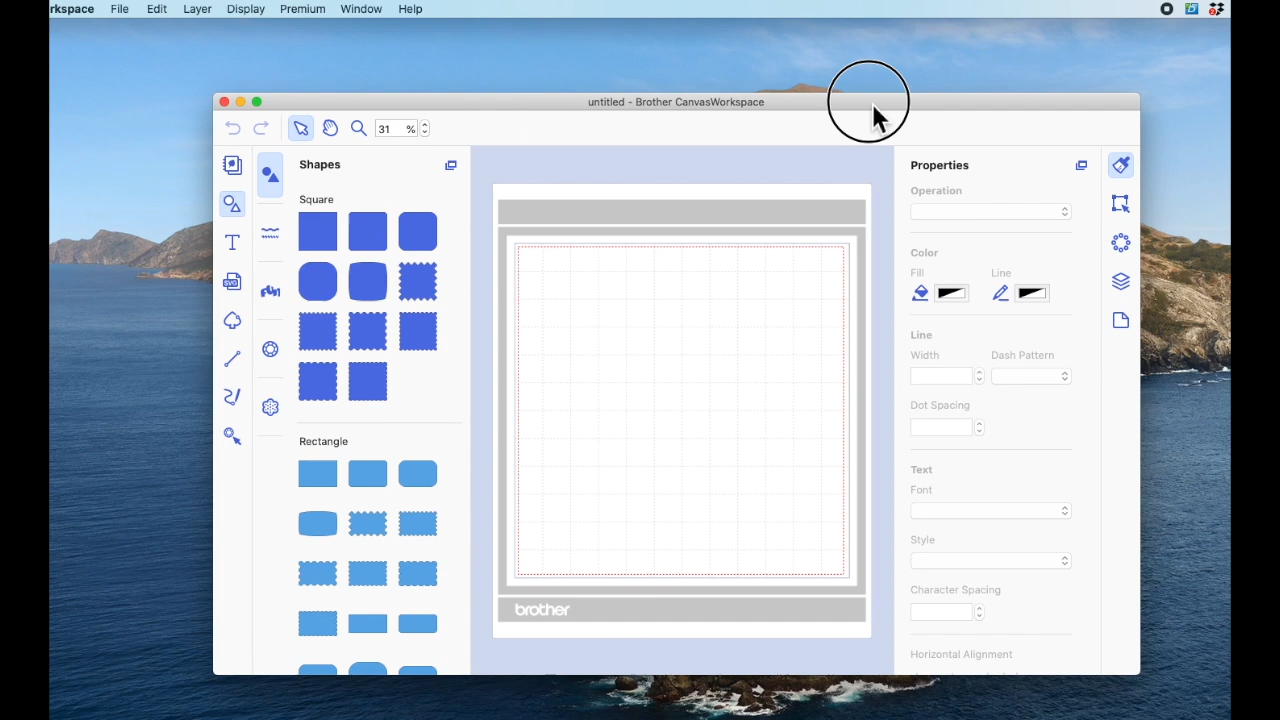 rkspace File Edit Layer Display Premium Window Help
untitled - Brother CanvasWorkspace
31 %
Shapes
Square
Rectangle
SVG
brother
Properties
Operation
Color
Fill Line
Line
Width Dash Pattern
Dot Spacing
Text
Font
Style
Character Spacing
Horizontal Alignment